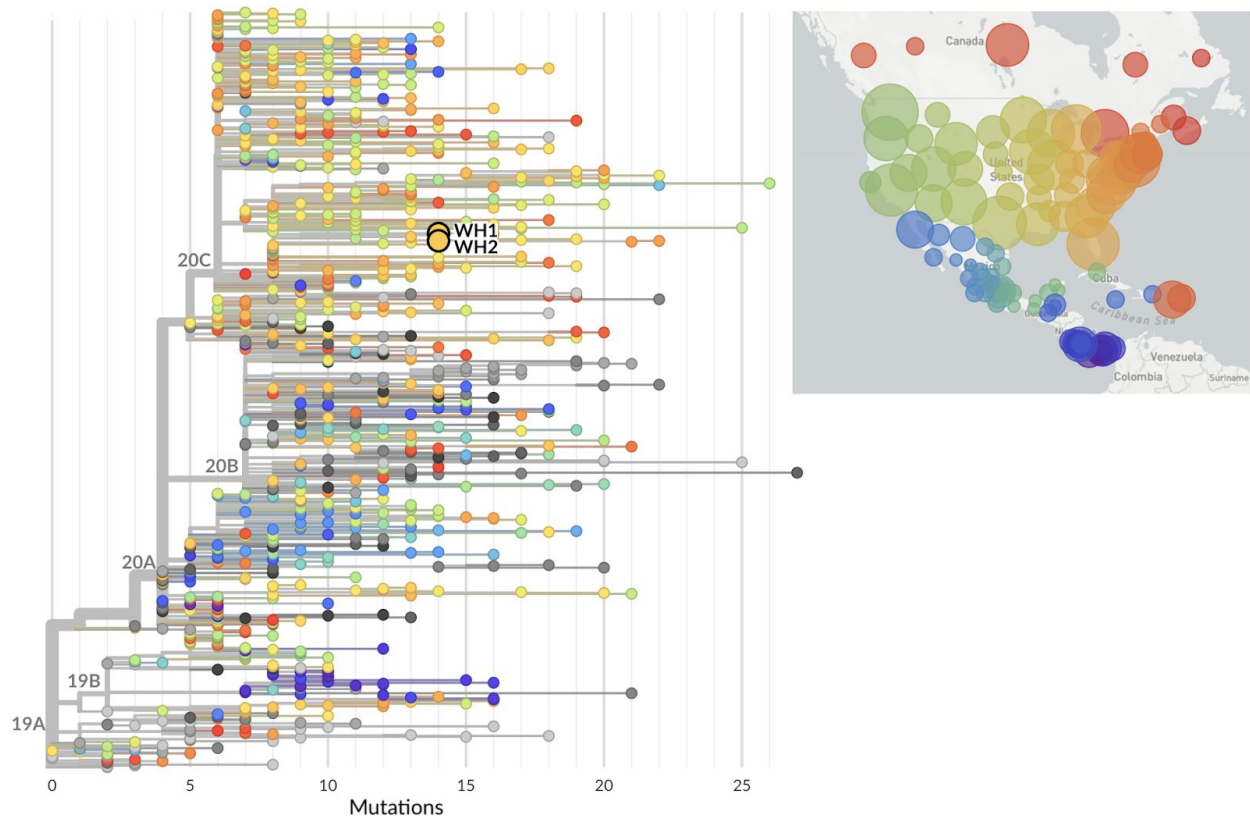 Canada
United
States
Mexico
Cuba
Caribbean Sea
Venezuela
Colombia
Suriname
20C
WH1
WH2
20B
20A
19B
19A
0 5 10 15 20 25
Mutations